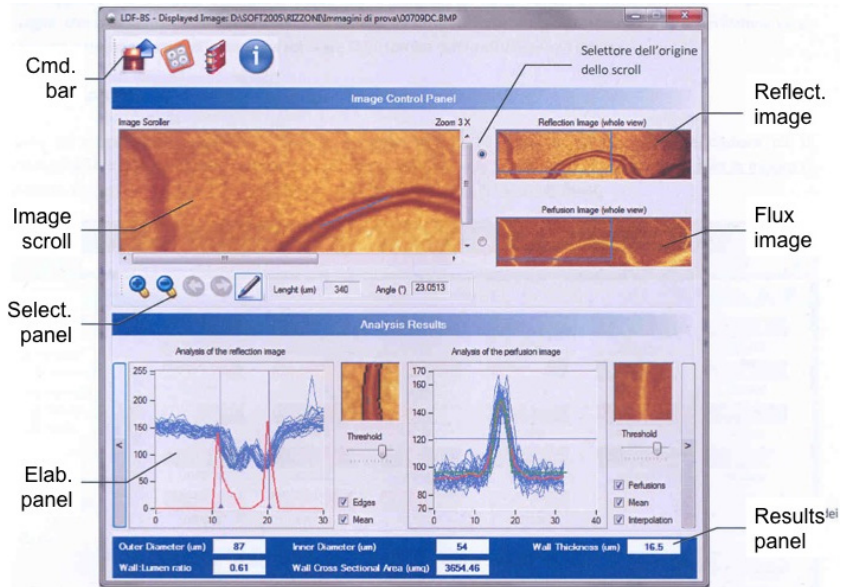 LDF-BS - Displayed Image: D:\SOFT2005\RIZZONI\Immagini di prova\00709DC.BMP
Cmd.
bar
Selettore dell'origine
dello scroll
Image Control Panel
Reflect.
image
Image Scroller
Zoom 3 X
Reflection Image (whole view)
Image
scroll
Perfusion Image (whole view)
Flux
image
Select.
panel
Lenght (um) 340 Angle (°) 23.0513
Analysis Results
Analysis of the reflection image
Analysis of the perfusion image
255
200
150
100
50
0
0 10 20 30
Threshold
Edges
Mean
170
160
140
120
100
80
70
0 10 20 30 40
Threshold
Perfusions
Mean
Interpolation
<
>
Elab.
panel
Results
panel
lei
Outer Diameter (um) 87 Inner Diameter (um) 54 Wall Thickness (um) 16.5
Wall:Lumen ratio 0.61 Wall Cross Sectional Area (umq) 3654.46